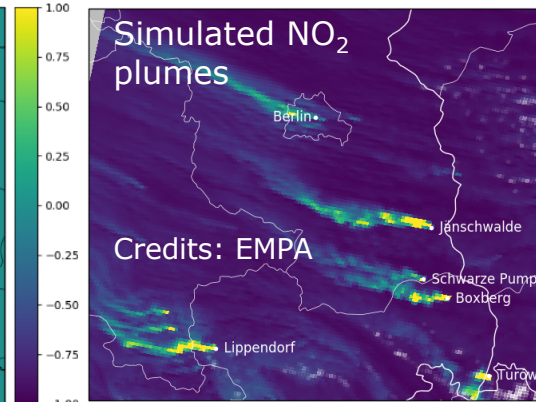 Simulated NO₂
plumes
Berlin
Jänschwalde
Credits: EMPA
Schwarze Pump
Boxberg
Lippendorf
Turow
1.00
0.75
0.50
0.25
0.00
−0.25
−0.50
−0.75